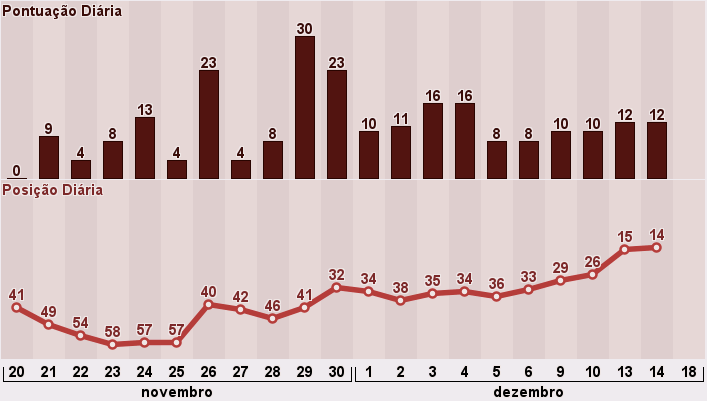 Pontuação Diária
0 9 4 8 13 4 23 4 8 30 23 10 11 16 16 8 8 10 10 12 12
Posição Diária
41 49 54 58 57 57 40 42 46 41 32 34 38 35 34 36 33 29 26 15 14
20 21 22 23 24 25 26 27 28 29 30 1 2 3 4 5 6 9 10 13 14 18
novembro dezembro